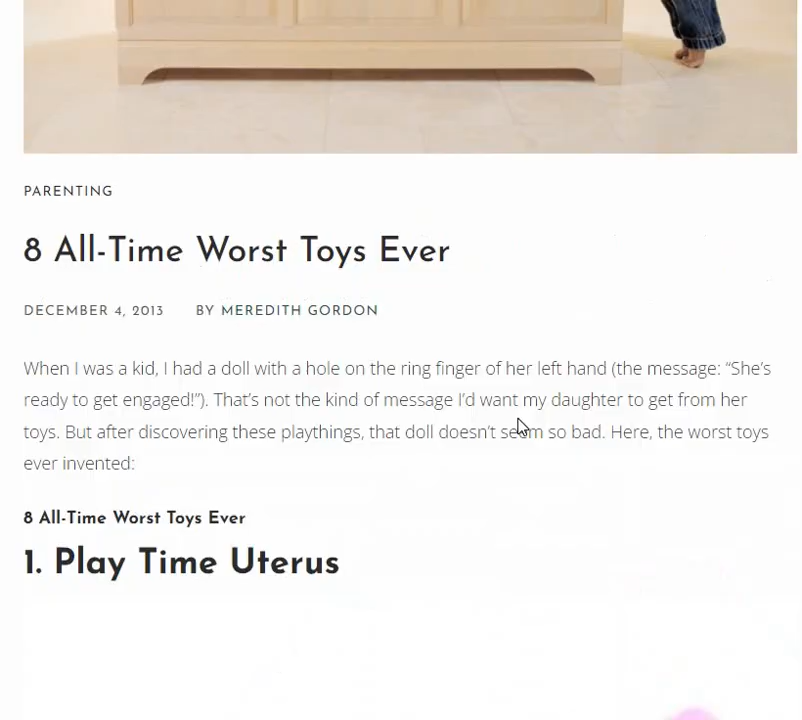 PARENTING
8 All-Time Worst Toys Ever
DECEMBER 4, 2013 BY MEREDITH GORDON
When I was a kid, I had a doll with a hole on the ring finger of her left hand (the message: “She’s
ready to get engaged!”). That’s not the kind of message I’d want my daughter to get from her
toys. But after discovering these playthings, that doll doesn’t seem so bad. Here, the worst toys
ever invented:
8 All-Time Worst Toys Ever
1. Play Time Uterus